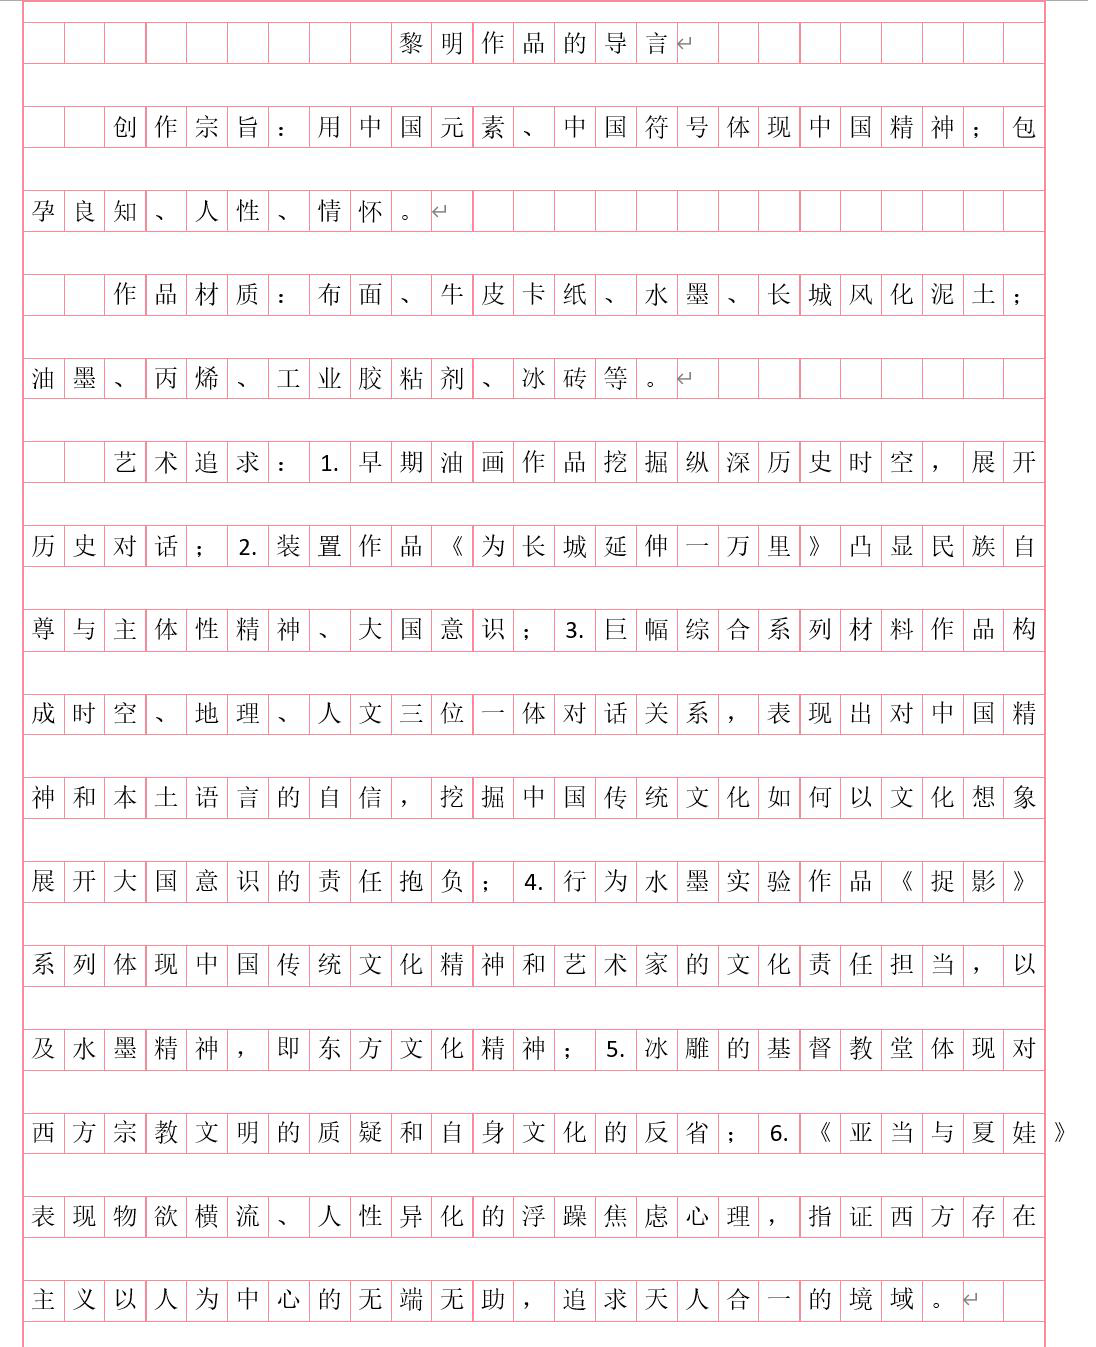 黎明作品的导言
创作宗旨：用中国元素、中国符号体现中国精神；包
孕良知、人性、情怀。
作品材质：布面、牛皮卡纸、水墨、长城风化泥土；
油墨、丙烯、工业胶粘剂、冰砖等。
艺术追求：1.早期油画作品挖掘纵深历史时空，展开
历史对话；2.装置作品《为长城延伸一万里》凸显民族自
尊与主体性精神、大国意识；3.巨幅综合系列材料作品构
成时空、地理、人文三位一体对话关系，表现出对中国精
神和本土语言的自信，挖掘中国传统文化如何以文化想象
展开大国意识的责任抱负；4.行为水墨实验作品《捉影》
系列体现中国传统文化精神和艺术家的文化责任担当，以
及水墨精神，即东方文化精神；5.冰雕的基督教堂体现对
西方宗教文明的质疑和自身文化的反省；6.《亚当与夏娃》
表现物欲横流、人性异化的浮躁焦虑心理，指证西方存在
主义以人为中心的无端无助，追求天人合一的境域。